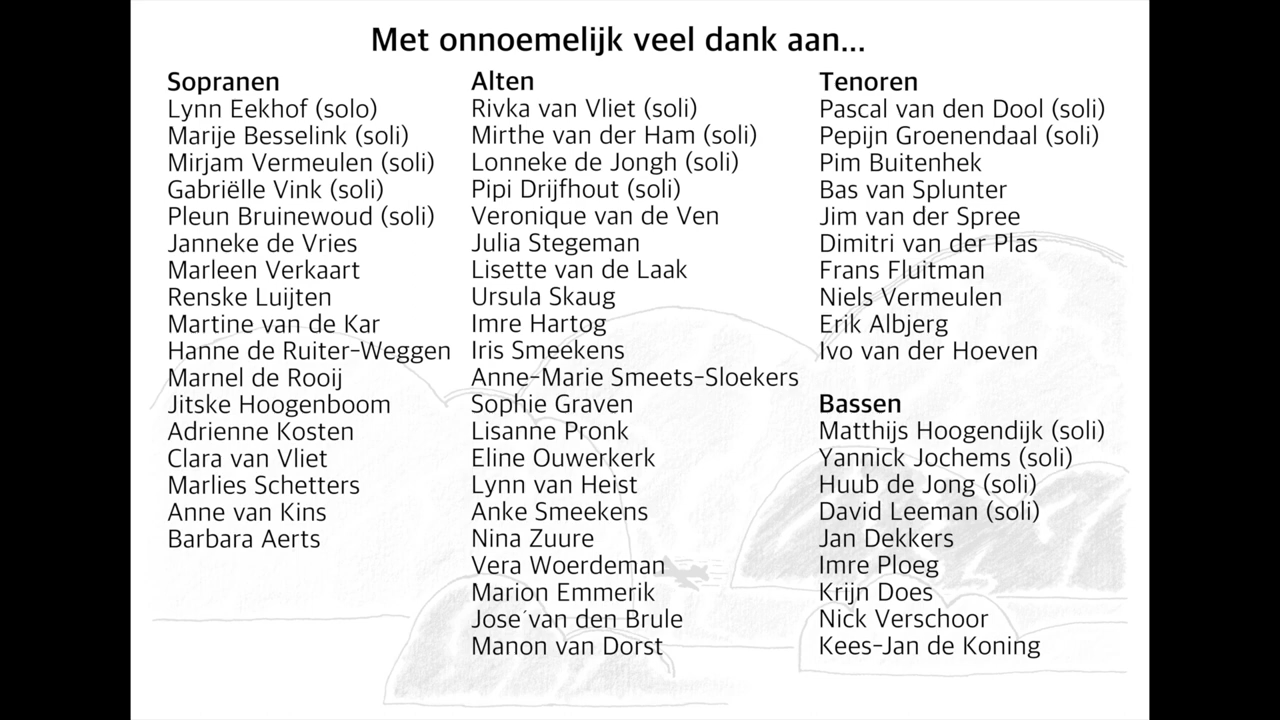 Met onnoemelijk veel dank aan...
Sopranen
Lynn Eekhof (solo)
Marije Besselink (soli)
Mirjam Vermeulen (soli)
Gabriëlle Vink (soli)
Pleun Bruinewoud (soli)
Janneke de Vries
Marleen Verkaart
Renske Luijten
Martine van de Kar
Hanne de Ruiter-Weggen
Marnel de Rooij
Jitske Hoogenboom
Adrienne Kosten
Clara van Vliet
Marlies Schetters
Anne van Kins
Barbara Aerts
Alten
Rivka van Vliet (soli)
Mirthe van der Ham (soli)
Lonneke de Jongh (soli)
Pipi Drijfhout (soli)
Veronique van de Ven
Julia Stegeman
Lisette van de Laak
Ursula Skaug
Imre Hartog
Iris Smeekens
Anne-Marie Smeets-Sloekers
Sophie Graven
Lisanne Pronk
Eline Ouwerkerk
Lynn van Heist
Anke Smeekens
Nina Zuure
Vera Woerdeman
Marion Emmerik
Jose´van den Brule
Manon van Dorst
Tenoren
Pascal van den Dool (soli)
Pepijn Groenendaal (soli)
Pim Buitenhek
Bas van Splunter
Jim van der Spree
Dimitri van der Plas
Frans Fluitman
Niels Vermeulen
Erik Albjerg
Ivo van der Hoeven
Bassen
Matthijs Hoogendijk (soli)
Yannick Jochems (soli)
Huub de Jong (soli)
David Leeman (soli)
Jan Dekkers
Imre Ploeg
Krijn Does
Nick Verschoor
Kees-Jan de Koning